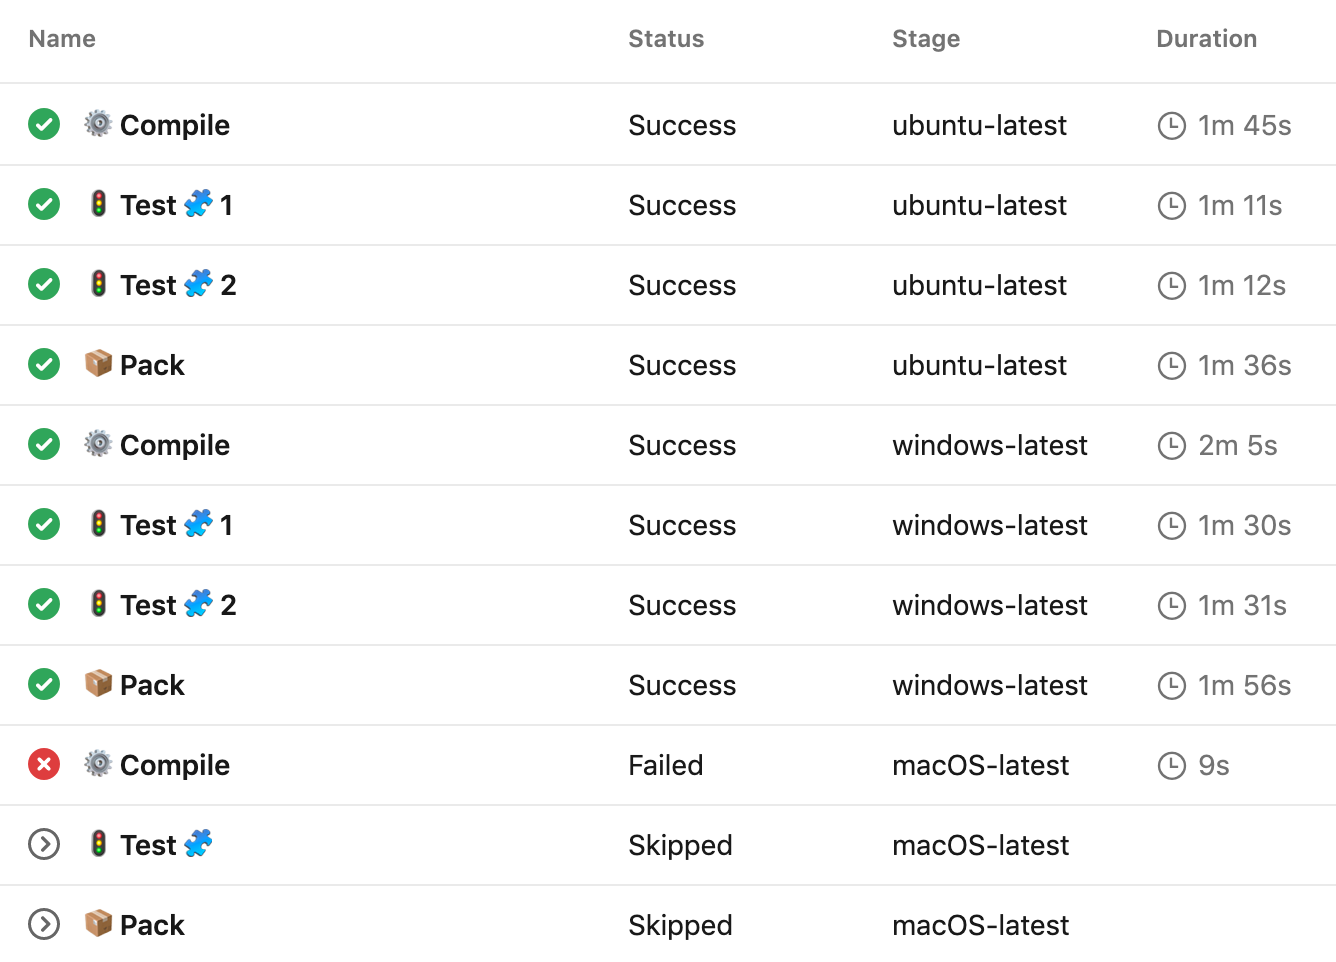 Name Status Stage Duration
Compile Success ubuntu-latest 1m 45s
Test 1 Success ubuntu-latest 1m 11s
Test 2 Success ubuntu-latest 1m 12s
Pack Success ubuntu-latest 1m 36s
Compile Success windows-latest 2m 5s
Test 1 Success windows-latest 1m 30s
Test 2 Success windows-latest 1m 31s
Pack Success windows-latest 1m 56s
Compile Failed macOS-latest 9s
Test Skipped macOS-latest
Pack Skipped macOS-latest